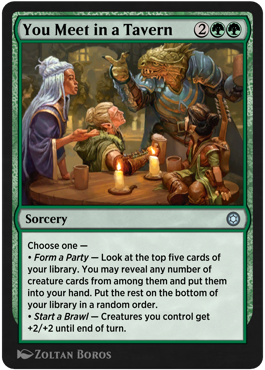 You Meet in a Tavern 2
Sorcery
Choose one —
• Form a Party — Look at the top five cards of
your library. You may reveal any number of
creature cards from among them and put them
into your hand. Put the rest on the bottom of
your library in a random order.
• Start a Brawl — Creatures you control get
+2/+2 until end of turn.
Zoltan Boros